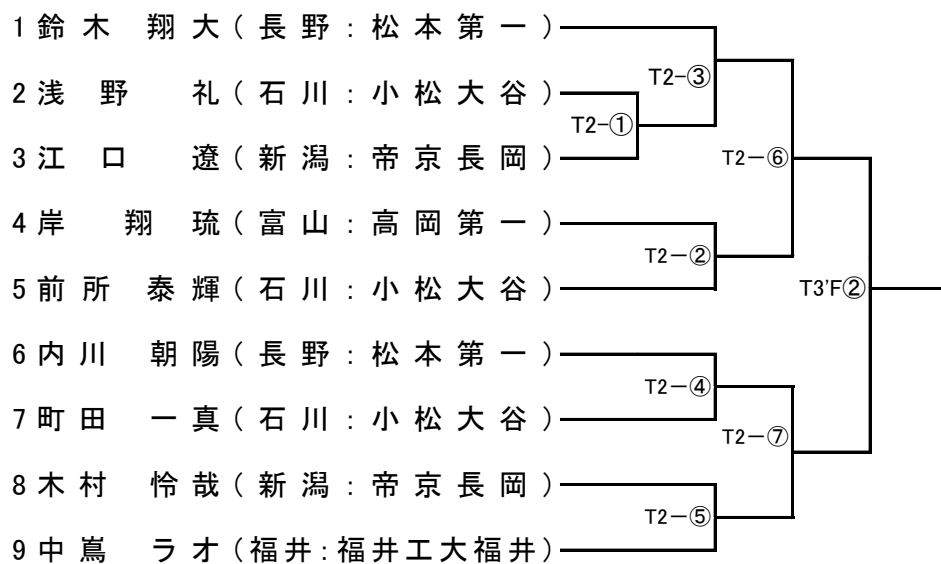 1 鈴木 翔大(長野:松本第一)
T2-③
2 浅野 礼(石川:小松大谷)
T2-①
3 江口 遼(新潟:帝京長岡)
T2-⑥
4 岸 翔琉(富山:高岡第一)
T2-②
5 前所 泰輝(石川:小松大谷)
T3'F②
6 内川 朝陽(長野:松本第一)
T2-④
7 町田 一真(石川:小松大谷)
T2-⑦
8 木村 怜哉(新潟:帝京長岡)
T2-⑤
9 中嶌 ラオ(福井:福井工大福井)